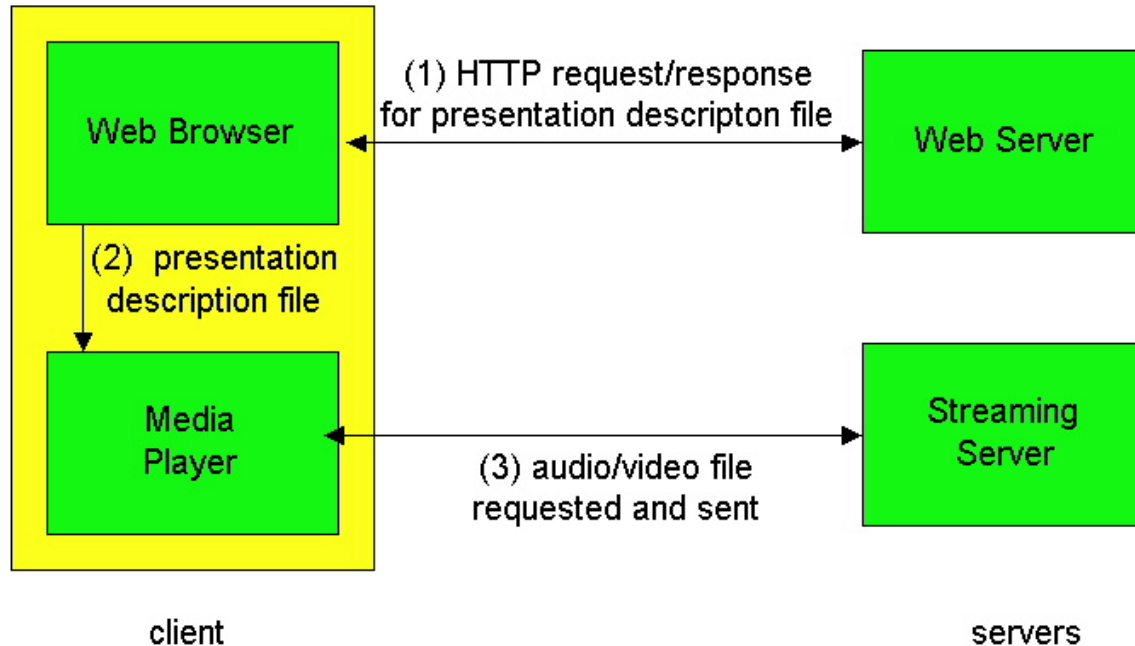 (1) HTTP request/response
for presentation descripton file
Web Browser
Web Server
(2) presentation
description file
Media
Player
Streaming
Server
(3) audio/video file
requested and sent
client
servers